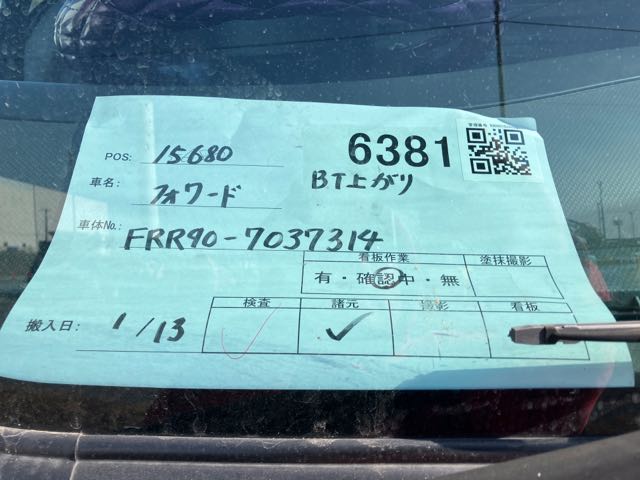 POS: 15680
6381
車名: フォワード
BT上がり
車体No.: FRR90-7037314
看板作業 塗抹撮影
有・確認中・無
検査 諸元 撮影 看板
搬入日: 1/13 ✓ ✓